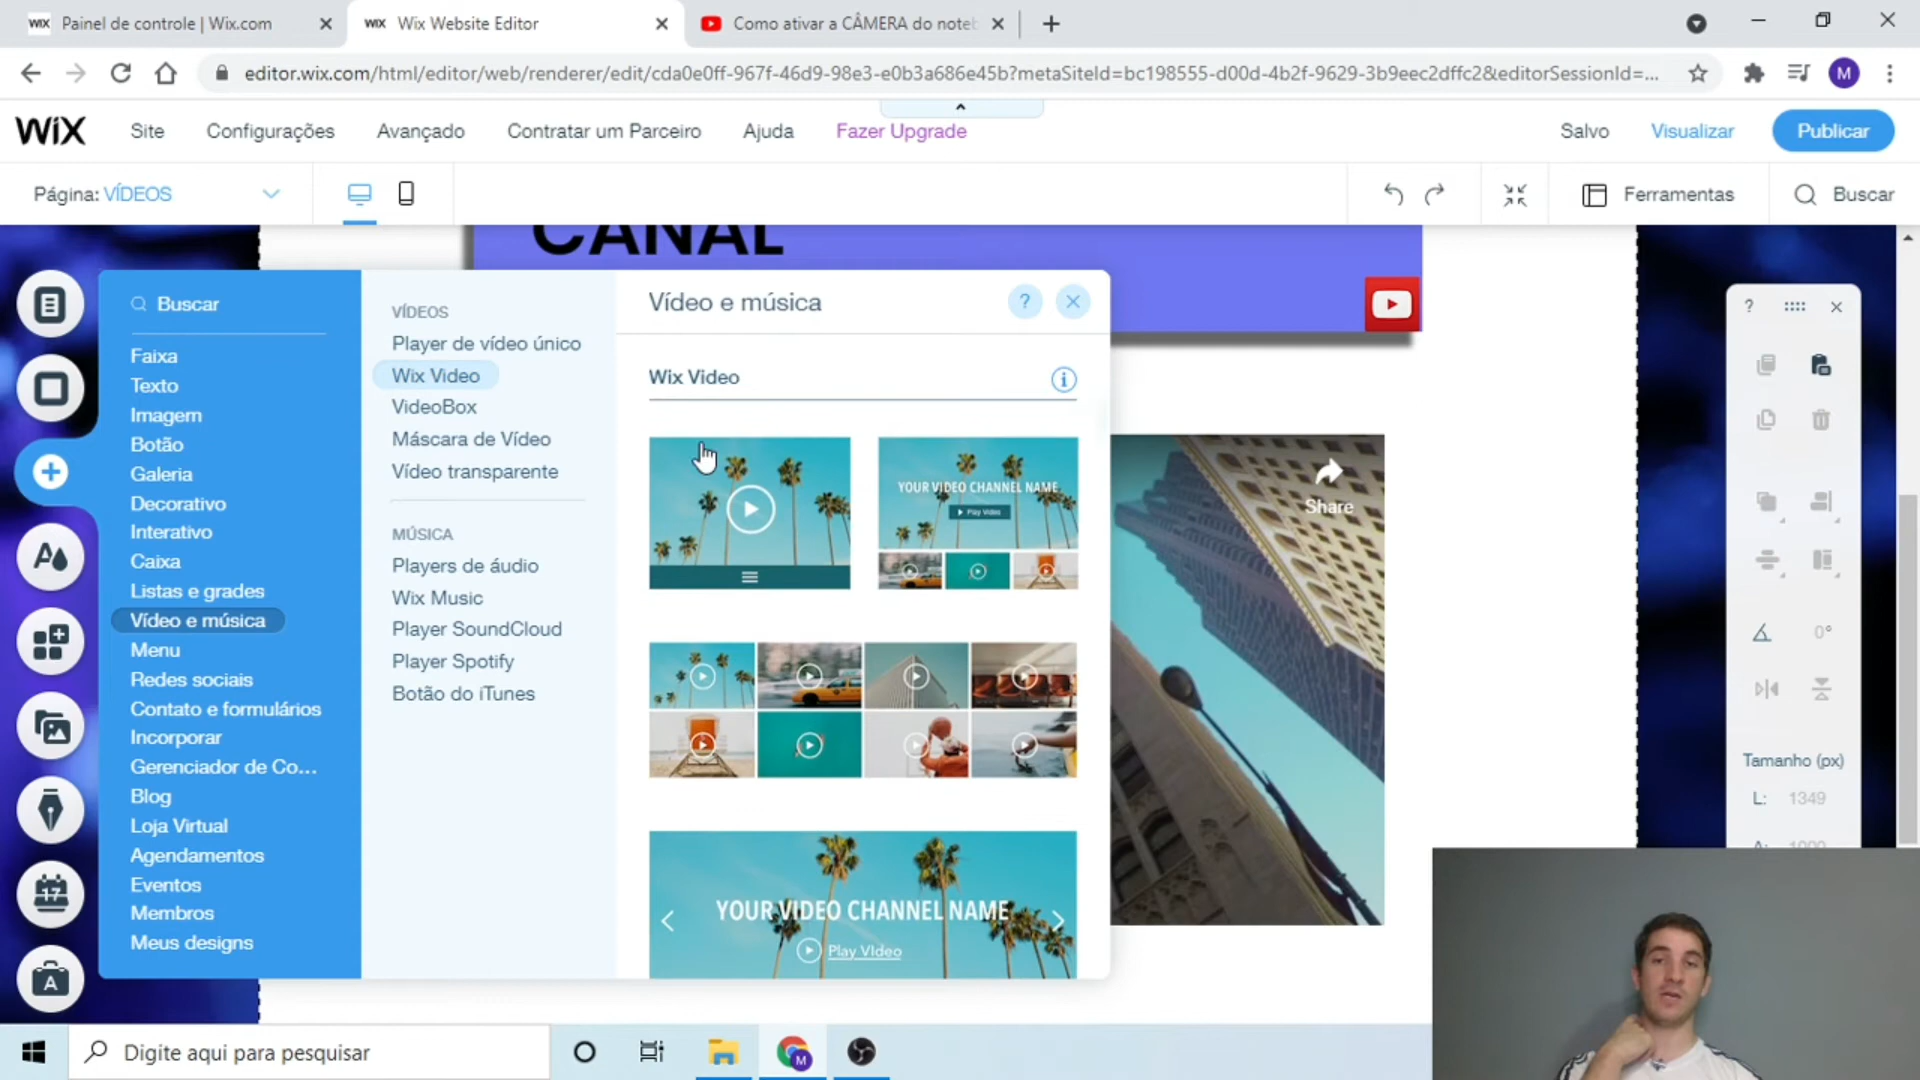 WiX Painel de controle | Wix.com
WiX Wix Website Editor
Como ativar a CÂMERA do noteb
editor.wix.com/html/editor/web/renderer/edit/cda0e0ff-967f-46d9-98e3-e0b3a686e45b?metaSiteId=bc198555-d00d-4b2f-9629-3b9eec2dffc2&editorSessionId=...
M
WiX Site Configurações Avançado Contratar um Parceiro Ajuda Fazer Upgrade Salvo Visualizar Publicar
Página: VÍDEOS
Ferramentas
Buscar
CANAL
Buscar
Faixa
Texto
Imagem
Botão
Galeria
Decorativo
Interativo
Caixa
Listas e grades
Vídeo e música
Menu
Redes sociais
Contato e formulários
Incorporar
Gerenciador de Co...
Blog
Loja Virtual
Agendamentos
Eventos
Membros
Meus designs
VÍDEOS
Player de vídeo único
Wix Video
VideoBox
Máscara de Vídeo
Vídeo transparente
MÚSICA
Players de áudio
Wix Music
Player SoundCloud
Player Spotify
Botão do iTunes
Vídeo e música
?
Wix Video
YOUR VIDEO CHANNEL NAME
Play Video
YOUR VIDEO CHANNEL NAME
Play VIdeo
Share
?
0°
Tamanho (px)
L: 1349
A
17
A
Digite aqui para pesquisar
M